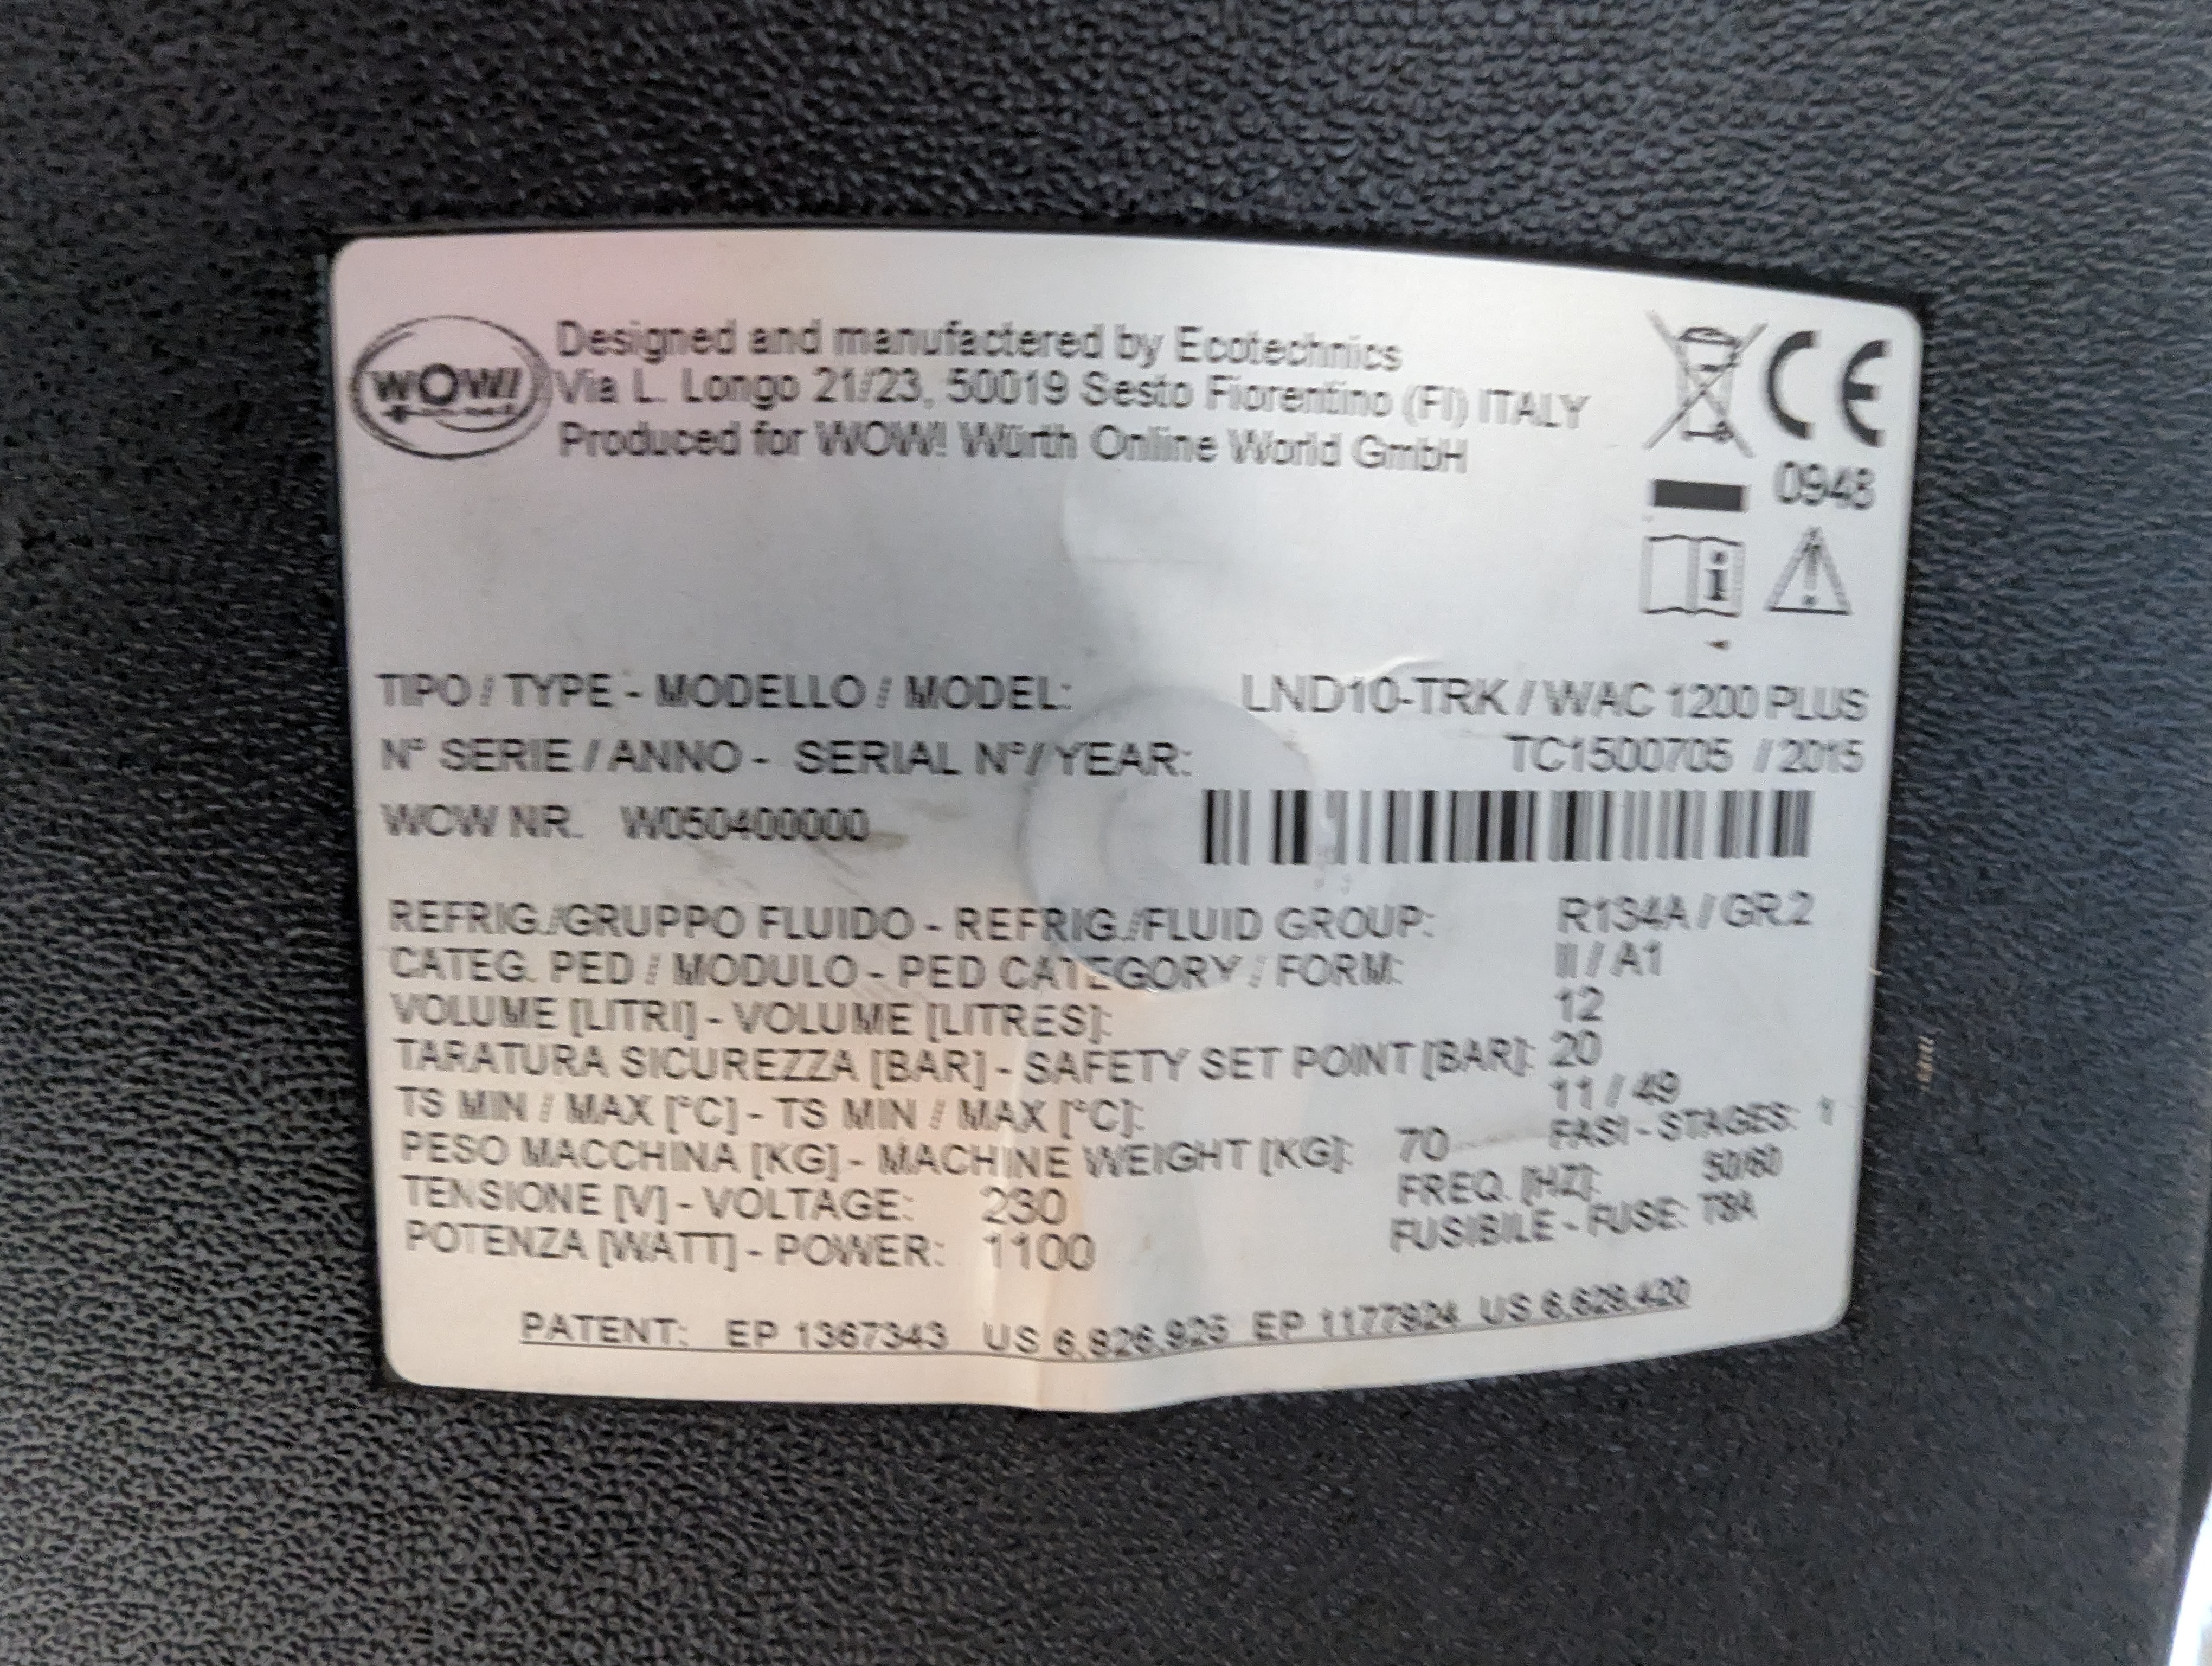 WOW!
Designed and manufactured by Ecotechnics
Via L. Longo 21/23, 50019 Sesto Fiorentino (FI) ITALY
Produced for WOW! Würth Online World GmbH
0948
TIPO / TYPE - MODELLO / MODEL: LND10-TRK / WAC 1200 PLUS
N° SERIE / ANNO - SERIAL N°/ YEAR: TC1500705 / 2015
WOW NR. W050400000
REFRIG./GRUPPO FLUIDO - REFRIG./FLUID GROUP: R134A / GR.2
CATEG. PED / MODULO - PED CATEGORY / FORM: II / A1
VOLUME [LITRI] - VOLUME [LITRES]: 12
TARATURA SICUREZZA [BAR] - SAFETY SET POINT [BAR]: 20
TS MIN / MAX [°C] - TS MIN / MAX [°C]: 11 / 49
PESO MACCHINA [KG] - MACHINE WEIGHT [KG]: 70 FASI - STAGES: 1
TENSIONE [V] - VOLTAGE: 230 FREQ. [HZ]: 50/60
POTENZA [WATT] - POWER: 1100 FUSIBILE - FUSE: T8A
PATENT: EP 1367343 US 6,826,925 EP 1177924 US 6,629,420